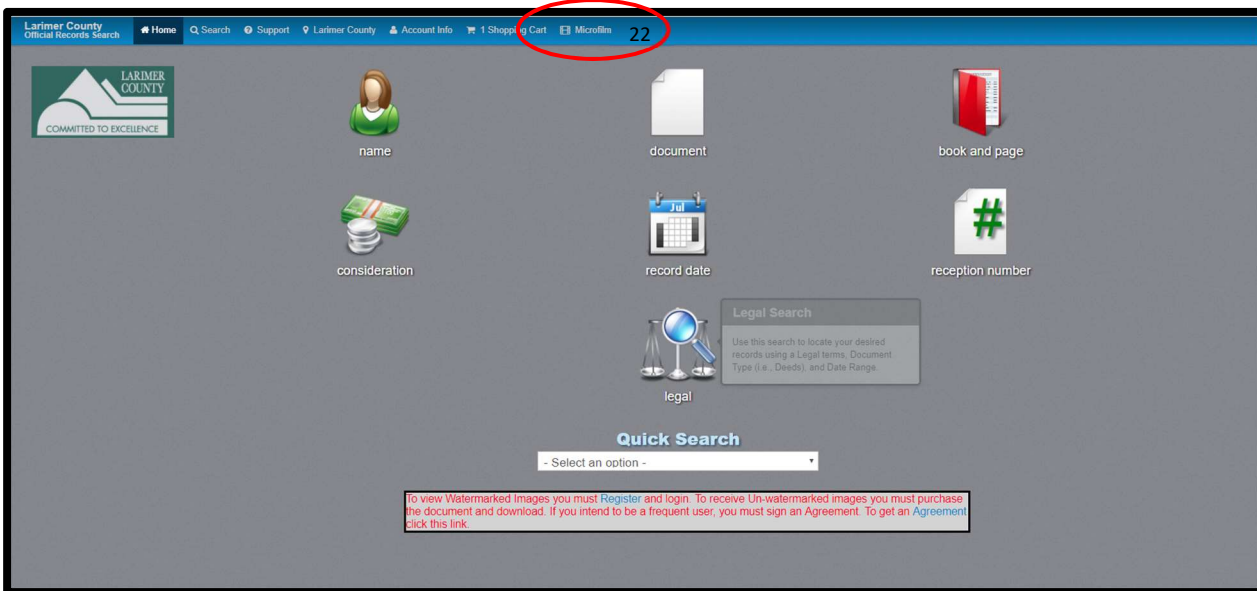 Larimer County
Official Records Search
Home
Search
Support
Larimer County
Account Info
1 Shopping Cart
Microfilm
22
LARIMER
COUNTY
COMMITTED TO EXCELLENCE
name
document
book and page
Jul
consideration
record date
#
reception number
Legal Search
Use this search to locate your desired
records using a Legal terms, Document
Type (i.e., Deeds), and Date Range.
legal
Quick Search
- Select an option -
To view Watermarked Images you must Register and login. To receive Un-watermarked images you must purchase
the document and download. If you intend to be a frequent user, you must sign an Agreement. To get an Agreement
click this link.